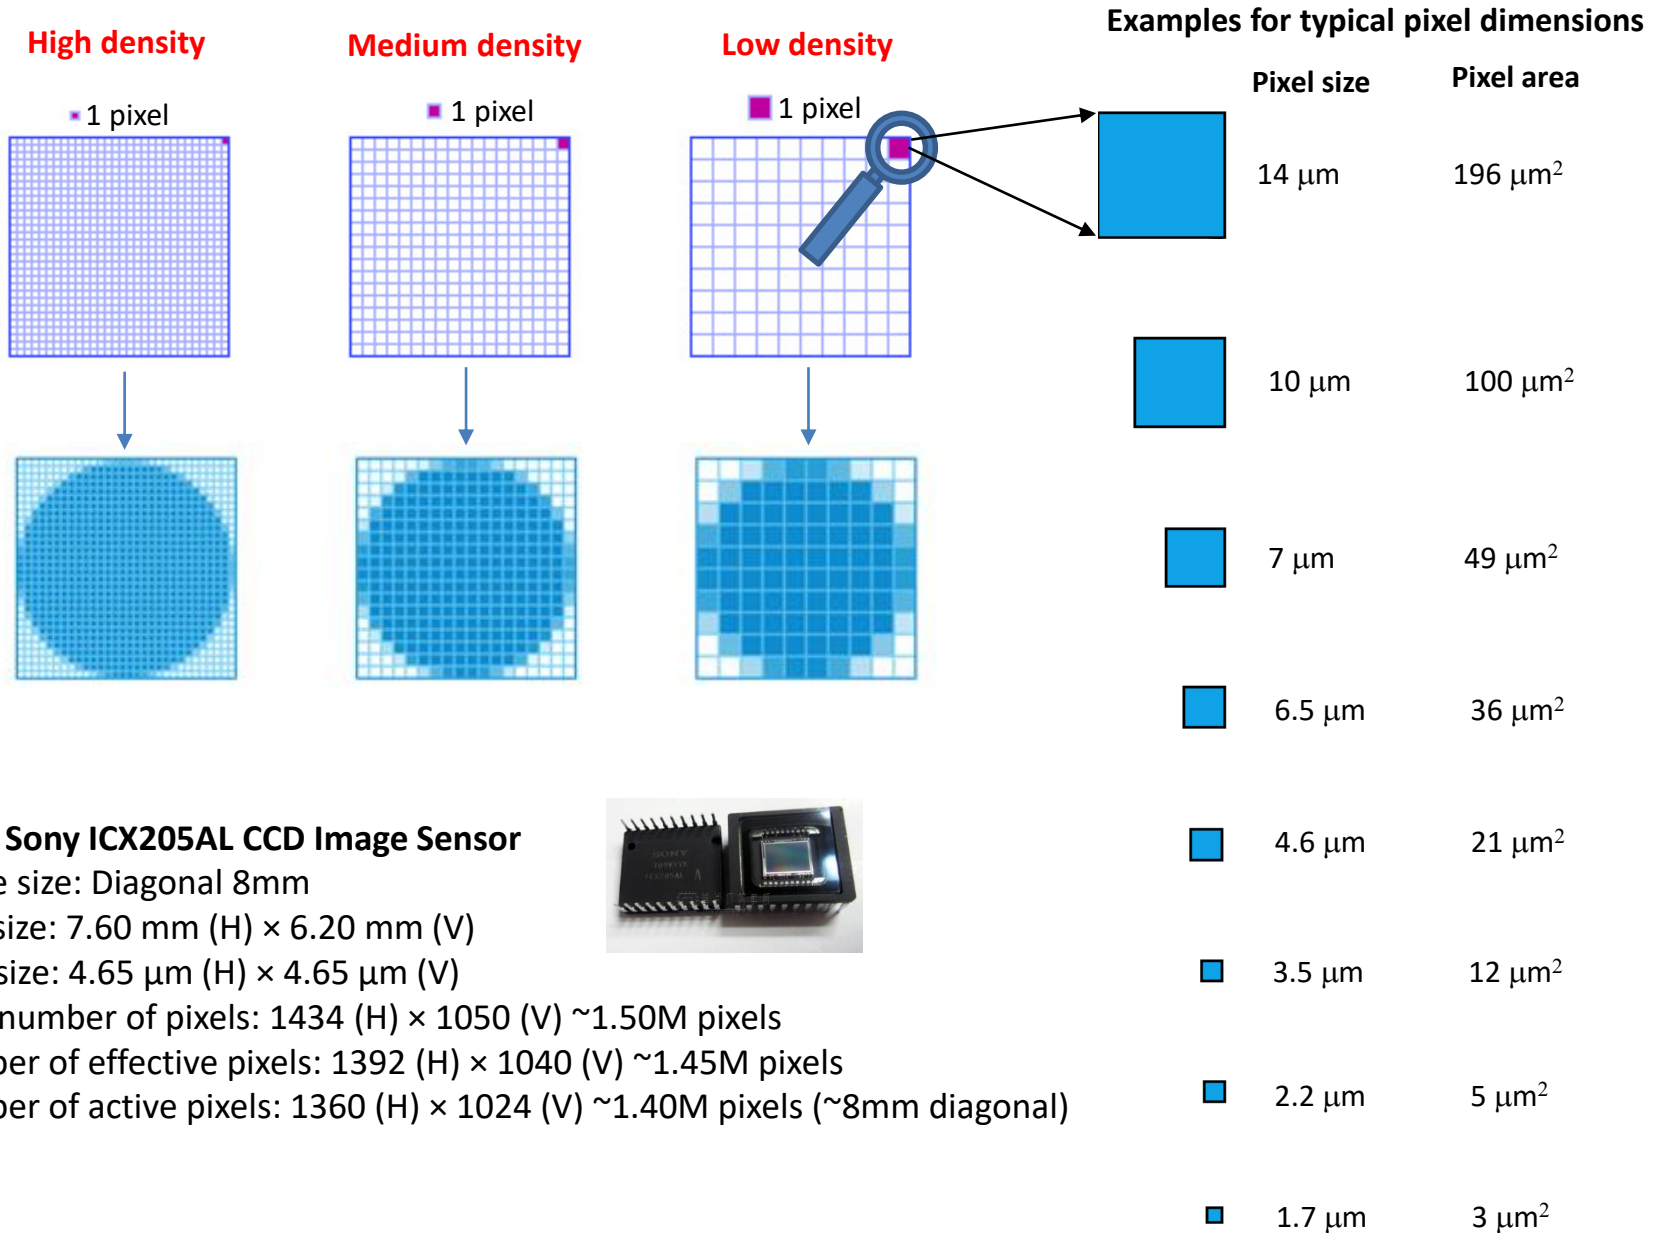 Examples for typical pixel dimensions
High density
Medium density
Low density
Pixel size
Pixel area
1 pixel
1 pixel
1 pixel
14 μm
196 μm²
10 μm
100 μm²
7 μm
49 μm²
6.5 μm
36 μm²
4.6 μm
21 μm²
3.5 μm
12 μm²
2.2 μm
5 μm²
1.7 μm
3 μm²
Sony ICX205AL CCD Image Sensor
size: Diagonal 8mm
size: 7.60 mm (H) × 6.20 mm (V)
size: 4.65 μm (H) × 4.65 μm (V)
number of pixels: 1434 (H) × 1050 (V) ~1.50M pixels
of effective pixels: 1392 (H) × 1040 (V) ~1.45M pixels
of active pixels: 1360 (H) × 1024 (V) ~1.40M pixels (~8mm diagonal)
SONY
ICX205AL